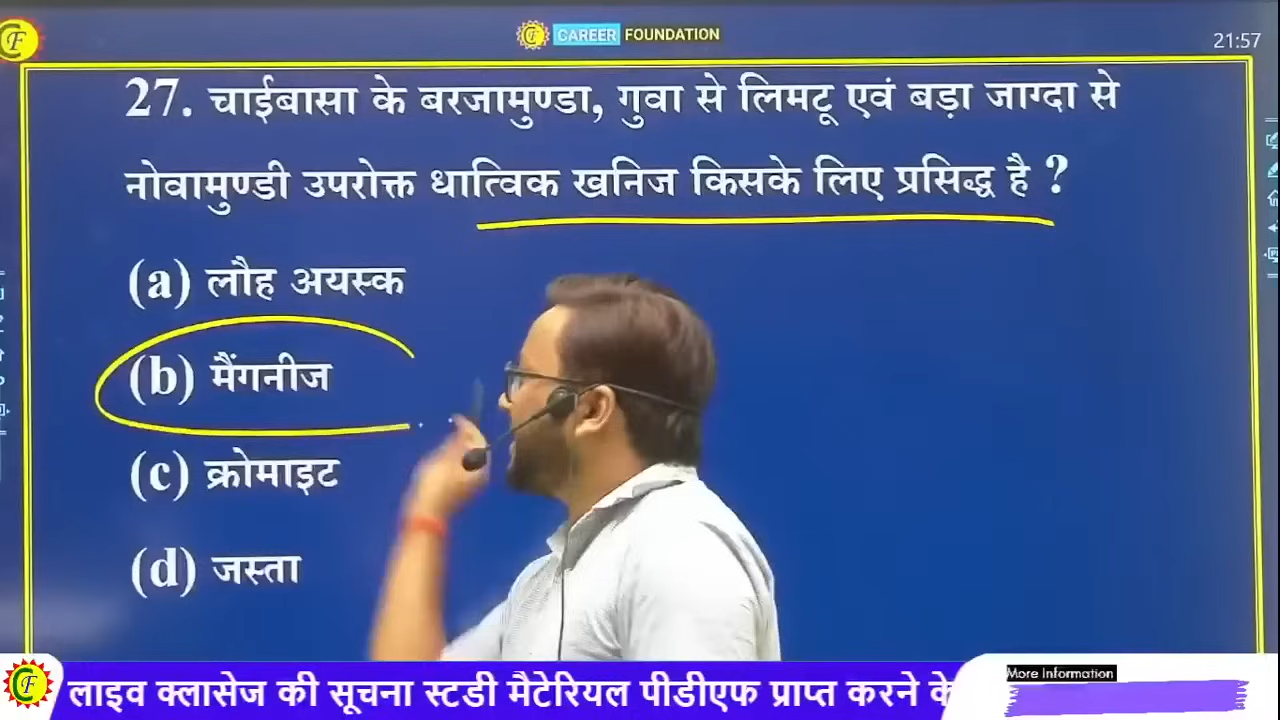 CF
CAREER FOUNDATION
21:57
27. चाईबासा के बरजामुण्डा, गुवा से लिमटू एवं बड़ा जाग्दा से
नोवामुण्डी उपरोक्त धात्विक खनिज किसके लिए प्रसिद्ध है ?
(a) लौह अयस्क
(b) मैंगनीज
(c) क्रोमाइट
(d) जस्ता
लाइव क्लासेज की सूचना स्टडी मैटेरियल पीडीएफ प्राप्त करने के
More Information